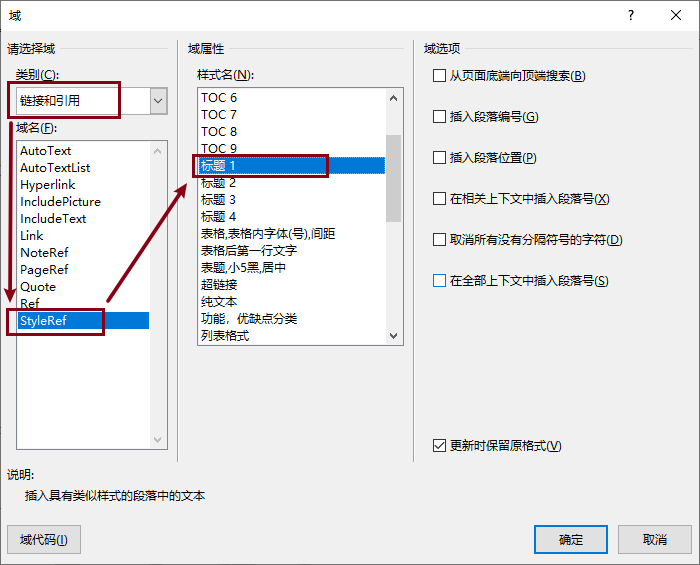 域
?
请选择域
类别(C):
链接和引用
域名(F):
AutoText
AutoTextList
Hyperlink
IncludePicture
IncludeText
Link
NoteRef
PageRef
Quote
Ref
StyleRef
域属性
样式名(N):
TOC 6
TOC 7
TOC 8
TOC 9
标题 1
标题 2
标题 3
标题 4
表格,表格内字体(号),间距
表格后第一行文字
表题,小5黑,居中
超链接
纯文本
功能，优缺点分类
列表格式
域选项
从页面底端向顶端搜索(B)
插入段落编号(G)
插入段落位置(P)
在相关上下文中插入段落号(X)
取消所有没有分隔符号的字符(D)
在全部上下文中插入段落号(S)
更新时保留原格式(V)
说明:
插入具有类似样式的段落中的文本
域代码(I)
确定
取消